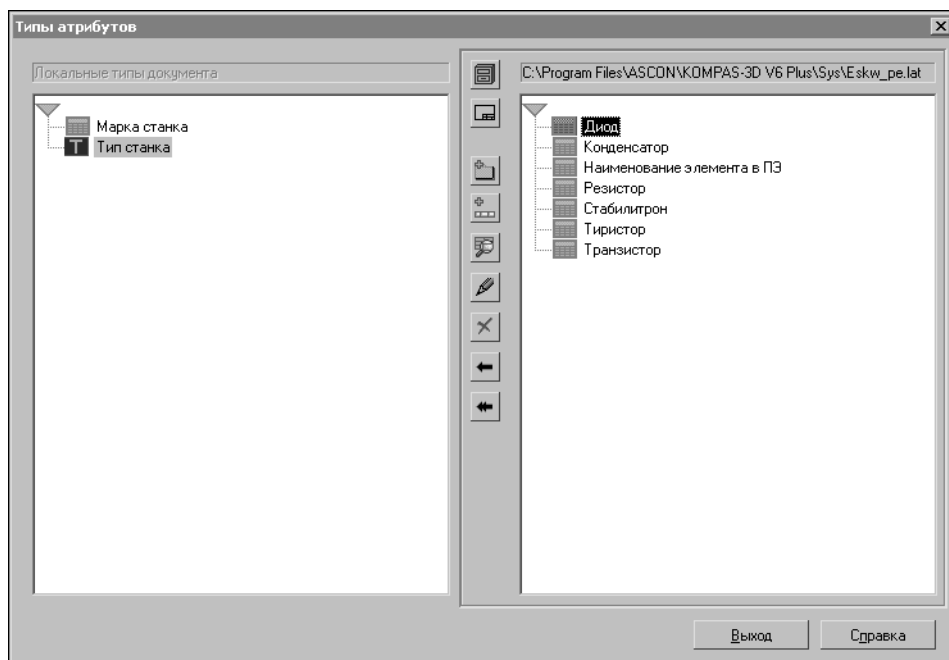 Типы атрибутов
Локальные типы документа
Марка станка
Т Тип станка
C:\Program Files\ASCON\KOMPAS-3D V6 Plus\Sys\Eskw_pe.lat
Диод
Конденсатор
Наименование элемента в ПЭ
Резистор
Стабилитрон
Тиристор
Транзистор
Выход
Справка